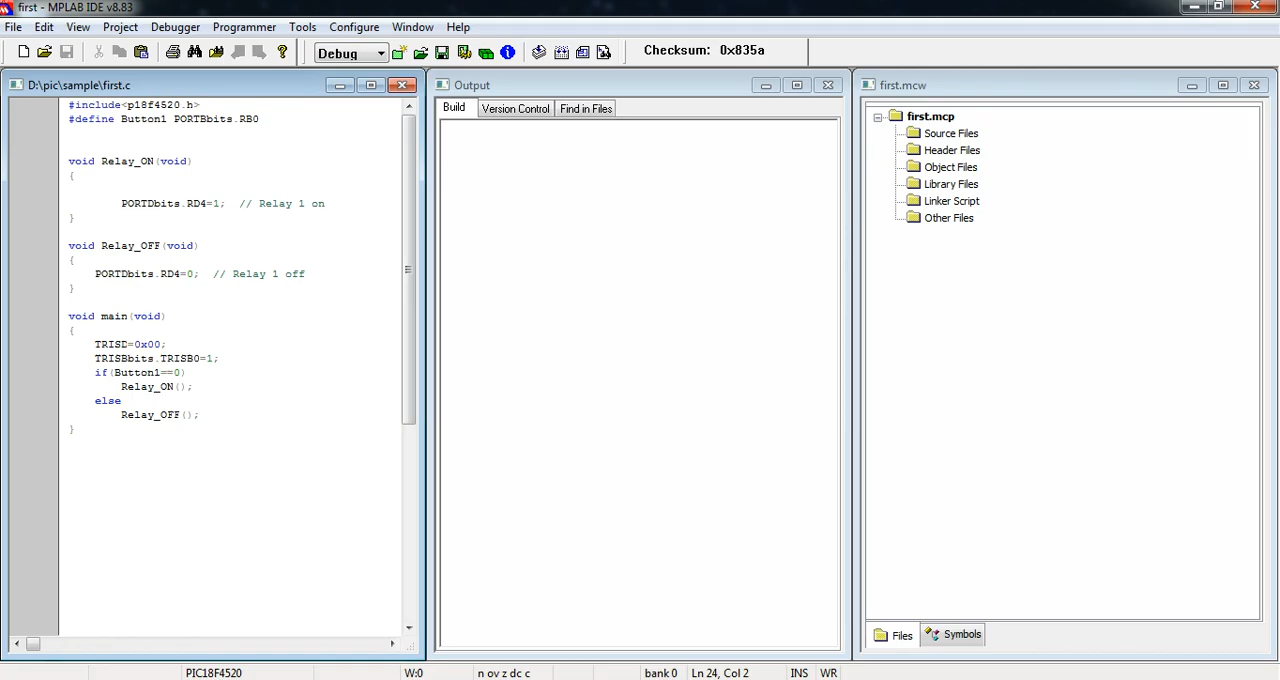 first - MPLAB IDE v8.83
File Edit View Project Debugger Programmer Tools Configure Window Help
Debug
Checksum: 0x835a
D:\pic\sample\first.c
#include<p18f4520.h>
#define Button1 PORTBbits.RB0
void Relay_ON(void)
{
PORTDbits.RD4=1; // Relay 1 on
}
void Relay_OFF(void)
{
PORTDbits.RD4=0; // Relay 1 off
}
void main(void)
{
TRISD=0x00;
TRISBbits.TRISB0=1;
if(Button1==0)
Relay_ON();
else
Relay_OFF();
}
Output
Build Version Control Find in Files
first.mcw
first.mcp
Source Files
Header Files
Object Files
Library Files
Linker Script
Other Files
Files Symbols
PIC18F4520 W:0 n ov z dc c bank 0 Ln 24, Col 2 INS WR